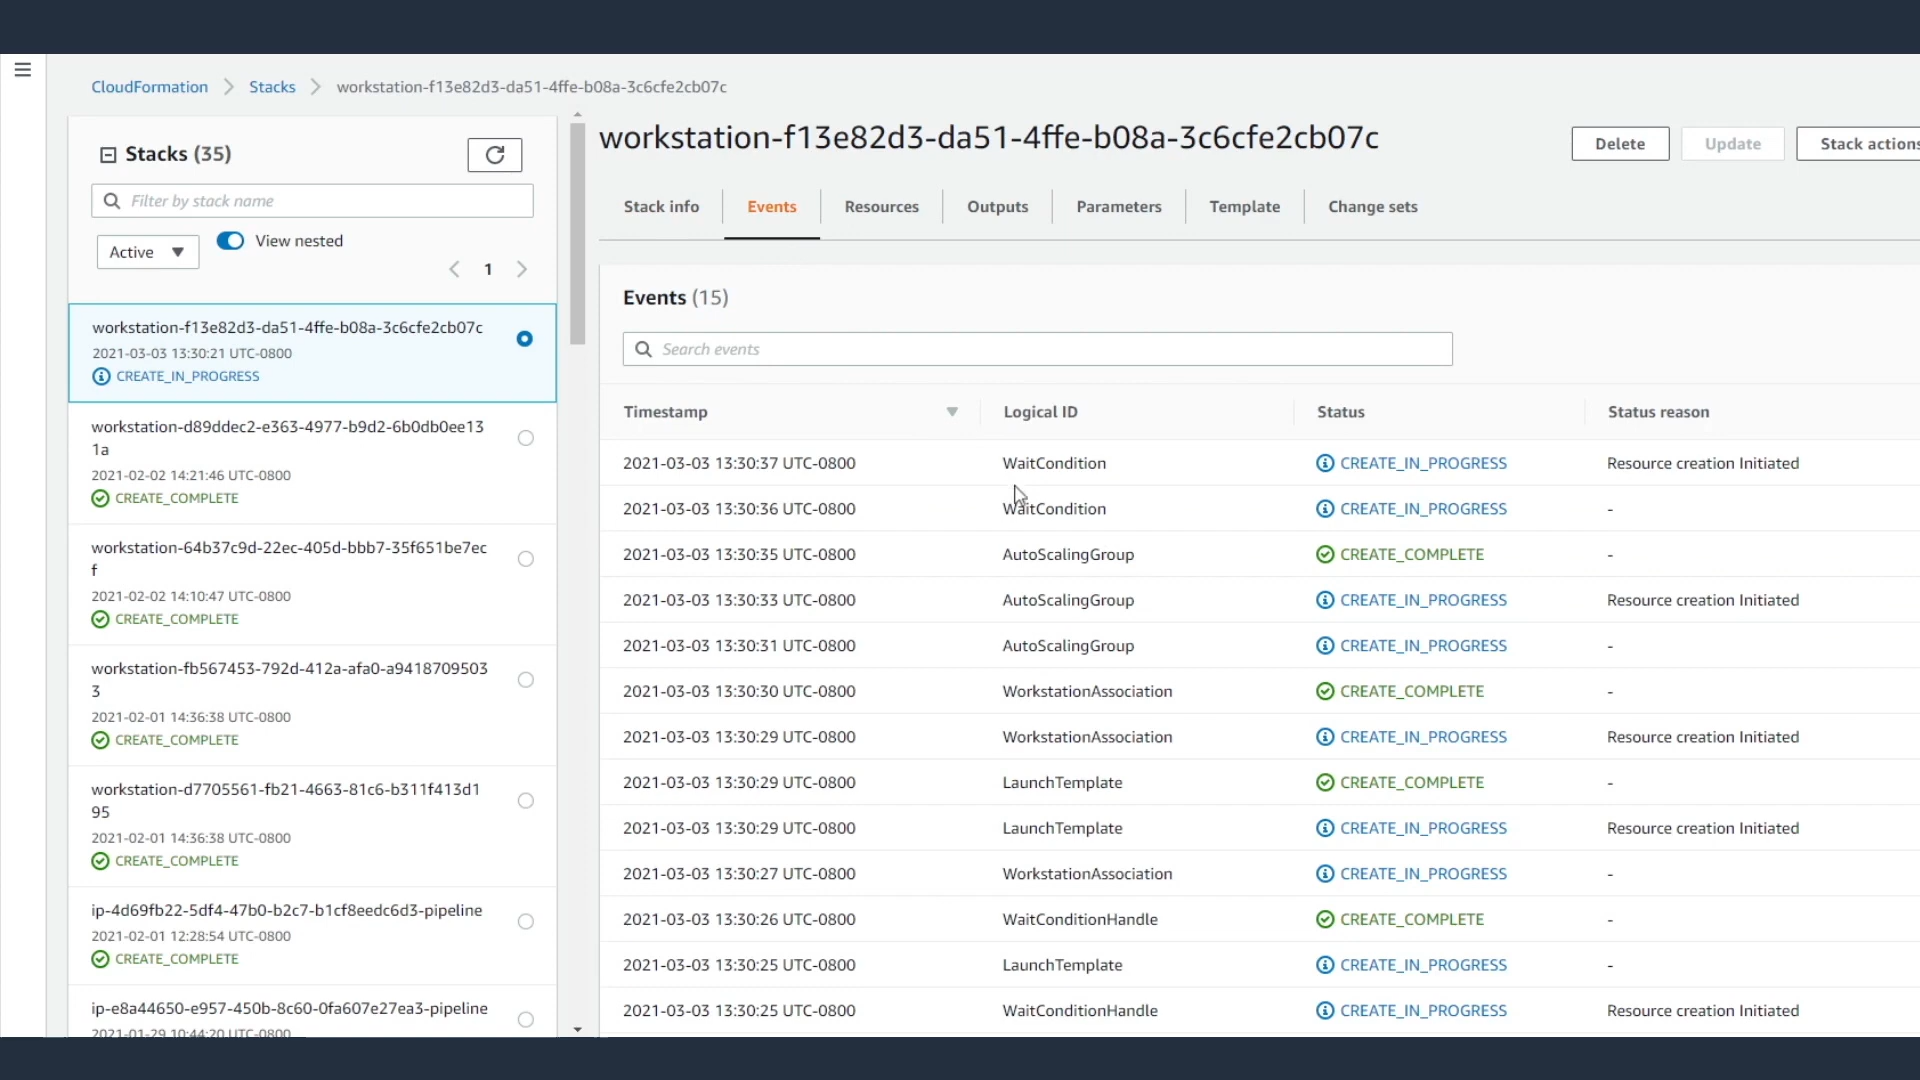 CloudFormation > Stacks > workstation-f13e82d3-da51-4ffe-b08a-3c6cfe2cb07c
Stacks (35)
Filter by stack name
Active
View nested
1
workstation-f13e82d3-da51-4ffe-b08a-3c6cfe2cb07c
2021-03-03 13:30:21 UTC-0800
CREATE_IN_PROGRESS
workstation-d89ddec2-e363-4977-b9d2-6b0db0ee13
1a
2021-02-02 14:21:46 UTC-0800
CREATE_COMPLETE
workstation-64b37c9d-22ec-405d-bbb7-35f651be7ec
f
2021-02-02 14:10:47 UTC-0800
CREATE_COMPLETE
workstation-fb567453-792d-412a-afa0-a9418709503
3
2021-02-01 14:36:38 UTC-0800
CREATE_COMPLETE
workstation-d7705561-fb21-4663-81c6-b311f413d1
95
2021-02-01 14:36:38 UTC-0800
CREATE_COMPLETE
ip-4d69fb22-5df4-47b0-b2c7-b1cf8eedc6d3-pipeline
2021-02-01 12:28:54 UTC-0800
CREATE_COMPLETE
ip-e8a44650-e957-450b-8c60-0fa607e27ea3-pipeline
2021-01-29 10:44:20 UTC-0800
workstation-f13e82d3-da51-4ffe-b08a-3c6cfe2cb07c
Delete Update Stack actions
Stack info Events Resources Outputs Parameters Template Change sets
Events (15)
Search events
Timestamp Logical ID Status Status reason
2021-03-03 13:30:37 UTC-0800 WaitCondition CREATE_IN_PROGRESS Resource creation Initiated
2021-03-03 13:30:36 UTC-0800 WaitCondition CREATE_IN_PROGRESS -
2021-03-03 13:30:35 UTC-0800 AutoScalingGroup CREATE_COMPLETE -
2021-03-03 13:30:33 UTC-0800 AutoScalingGroup CREATE_IN_PROGRESS Resource creation Initiated
2021-03-03 13:30:31 UTC-0800 AutoScalingGroup CREATE_IN_PROGRESS -
2021-03-03 13:30:30 UTC-0800 WorkstationAssociation CREATE_COMPLETE -
2021-03-03 13:30:29 UTC-0800 WorkstationAssociation CREATE_IN_PROGRESS Resource creation Initiated
2021-03-03 13:30:29 UTC-0800 LaunchTemplate CREATE_COMPLETE -
2021-03-03 13:30:29 UTC-0800 LaunchTemplate CREATE_IN_PROGRESS Resource creation Initiated
2021-03-03 13:30:27 UTC-0800 WorkstationAssociation CREATE_IN_PROGRESS -
2021-03-03 13:30:26 UTC-0800 WaitConditionHandle CREATE_COMPLETE -
2021-03-03 13:30:25 UTC-0800 LaunchTemplate CREATE_IN_PROGRESS -
2021-03-03 13:30:25 UTC-0800 WaitConditionHandle CREATE_IN_PROGRESS Resource creation Initiated